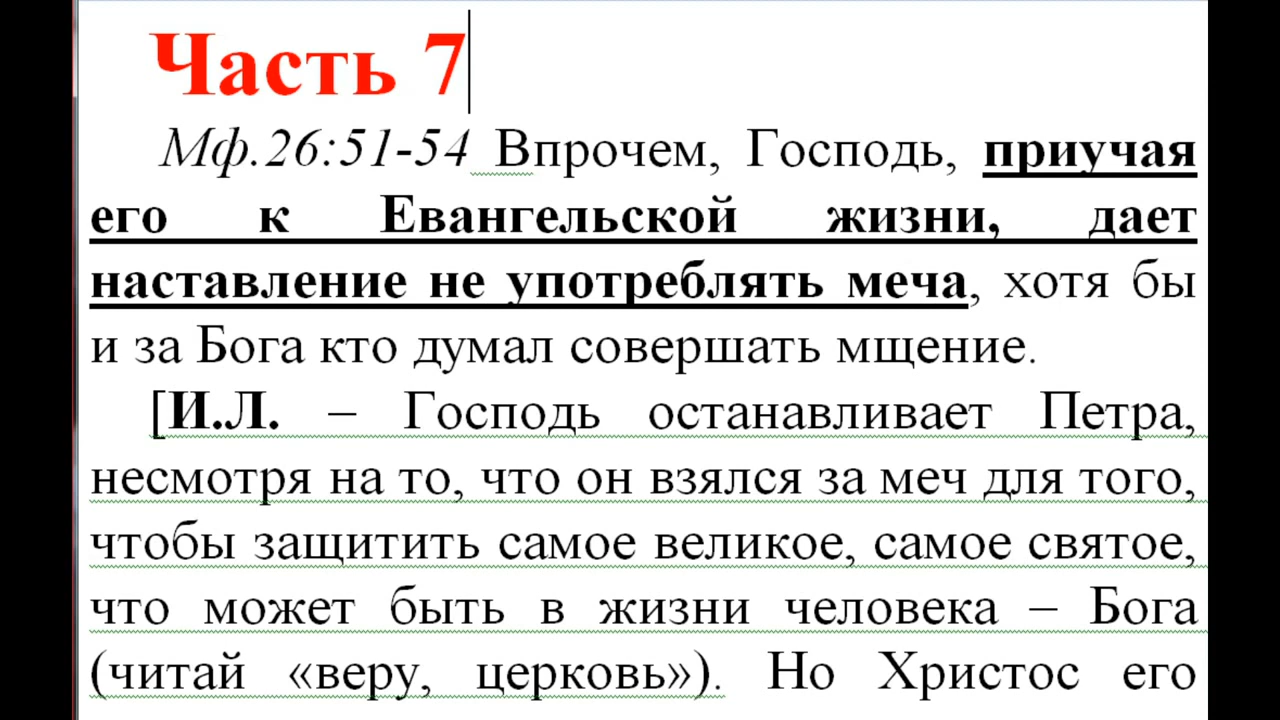 Часть 7
Мф.26:51-54 Впрочем, Господь, приучая
его к Евангельской жизни, дает
наставление не употреблять меча, хотя бы
и за Бога кто думал совершать мщение.
[И.Л. – Господь останавливает Петра,
несмотря на то, что он взялся за меч для того,
чтобы защитить самое великое, самое святое,
что может быть в жизни человека – Бога
(читай «веру, церковь»). Но Христос его